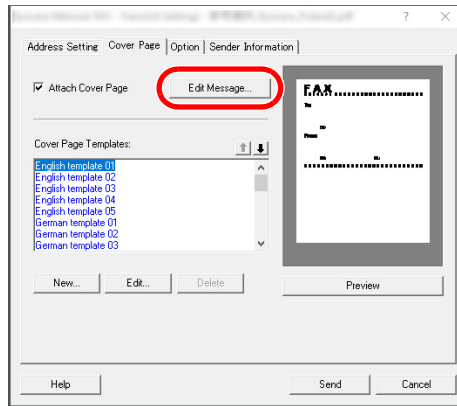 ? ×
Address Setting Cover Page Option Sender Information
Attach Cover Page Edit Message...
FAX
To
From
Cover Page Templates:
English template 01
English template 02
English template 03
English template 04
English template 05
German template 01
German template 02
German template 03
New... Edit... Delete Preview
Help Send Cancel